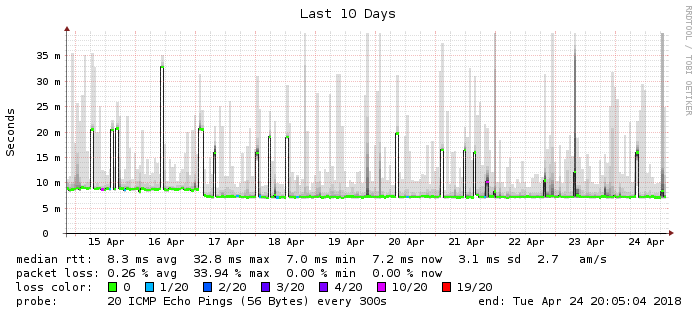 Last 10 Days
RRDTOOL / TOBI OETIKER
Seconds
35 m
30 m
25 m
20 m
15 m
10 m
5 m
0
15 Apr 16 Apr 17 Apr 18 Apr 19 Apr 20 Apr 21 Apr 22 Apr 23 Apr 24 Apr
median rtt: 8.3 ms avg 32.8 ms max 7.0 ms min 7.2 ms now 3.1 ms sd 2.7 am/s
packet loss: 0.26 % avg 33.94 % max 0.00 % min 0.00 % now
loss color: 0 1/20 2/20 3/20 4/20 10/20 19/20
probe: 20 ICMP Echo Pings (56 Bytes) every 300s end: Tue Apr 24 20:05:04 2018